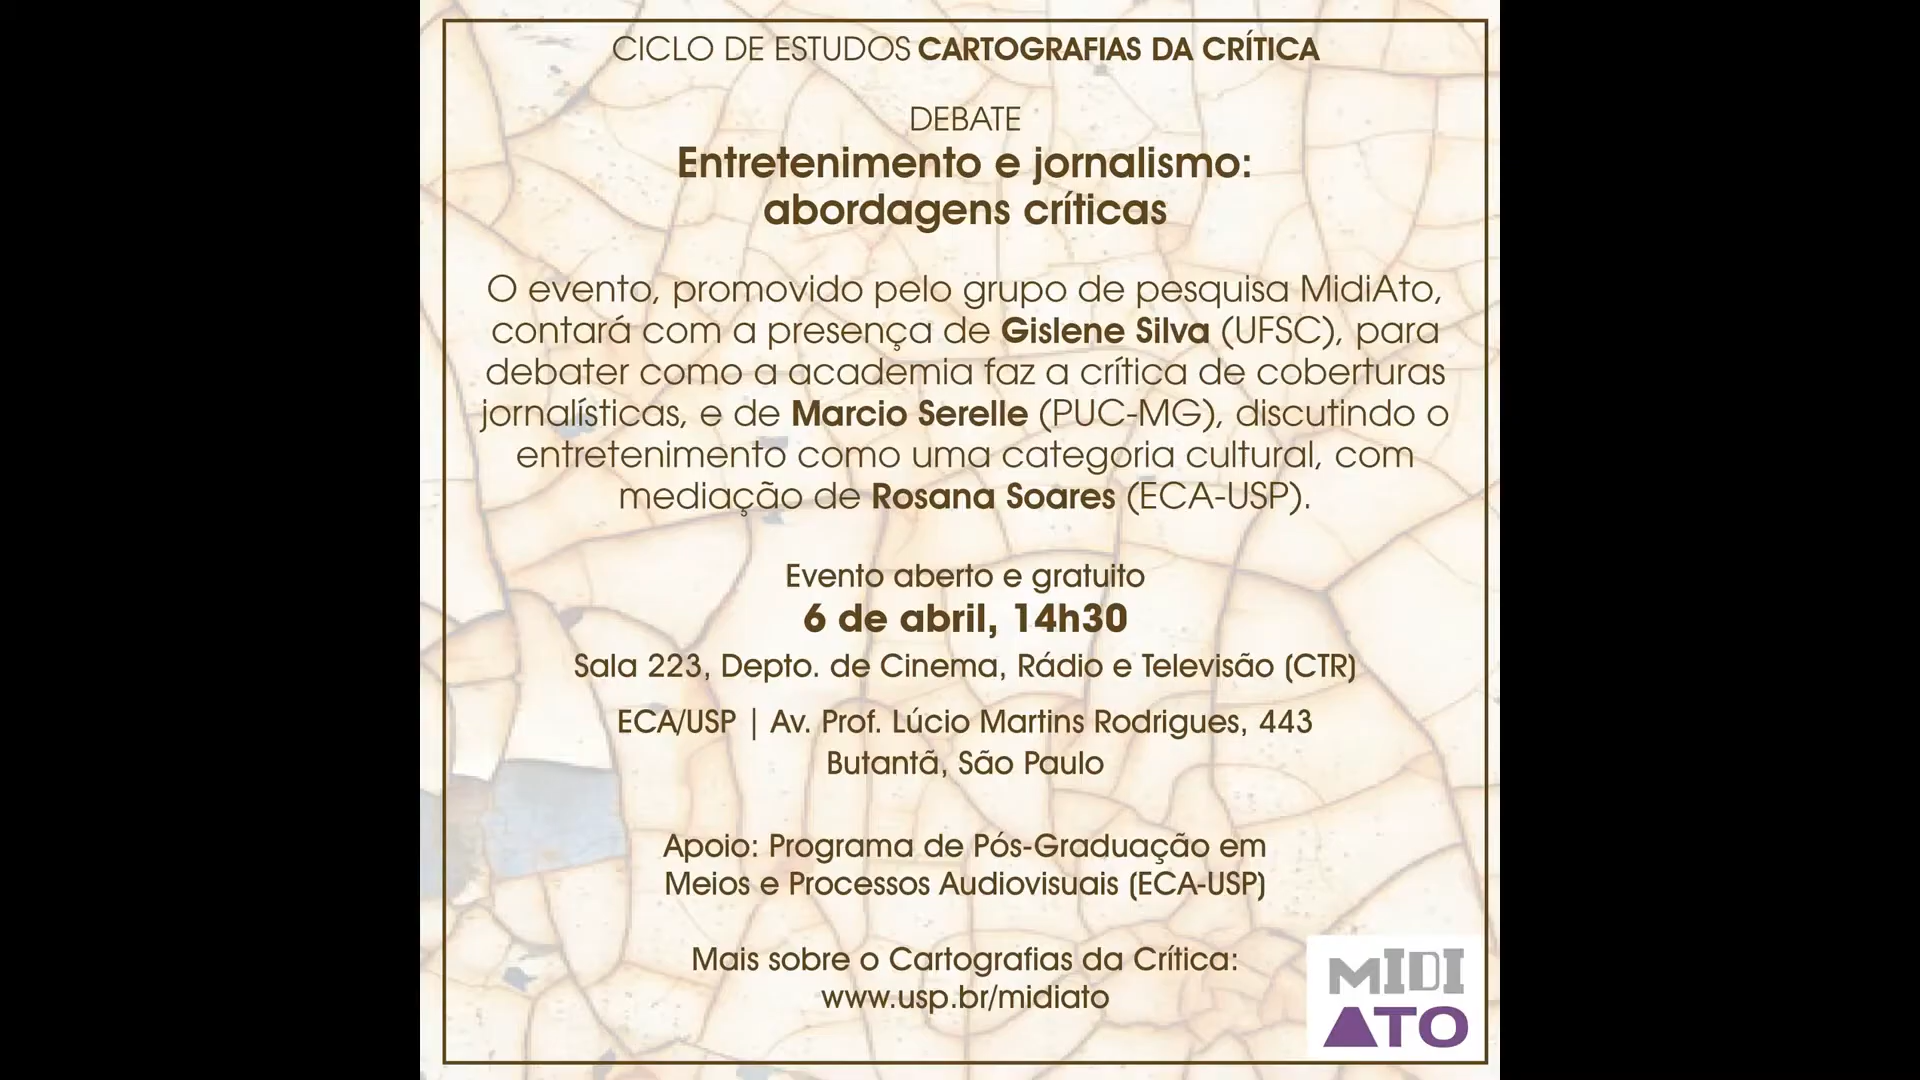 CICLO DE ESTUDOS CARTOGRAFIAS DA CRÍTICA
DEBATE
Entretenimento e jornalismo:
abordagens críticas
O evento, promovido pelo grupo de pesquisa MidiAto,
contará com a presença de Gislene Silva (UFSC), para
debater como a academia faz a crítica de coberturas
jornalísticas, e de Marcio Serelle (PUC-MG), discutindo o
entretenimento como uma categoria cultural, com
mediação de Rosana Soares (ECA-USP).
Evento aberto e gratuito
6 de abril, 14h30
Sala 223, Depto. de Cinema, Rádio e Televisão (CTR)
ECA/USP | Av. Prof. Lúcio Martins Rodrigues, 443
Butantã, São Paulo
Apoio: Programa de Pós-Graduação em
Meios e Processos Audiovisuais (ECA-USP)
Mais sobre o Cartografias da Crítica:
www.usp.br/midiato
MIDI
ATO